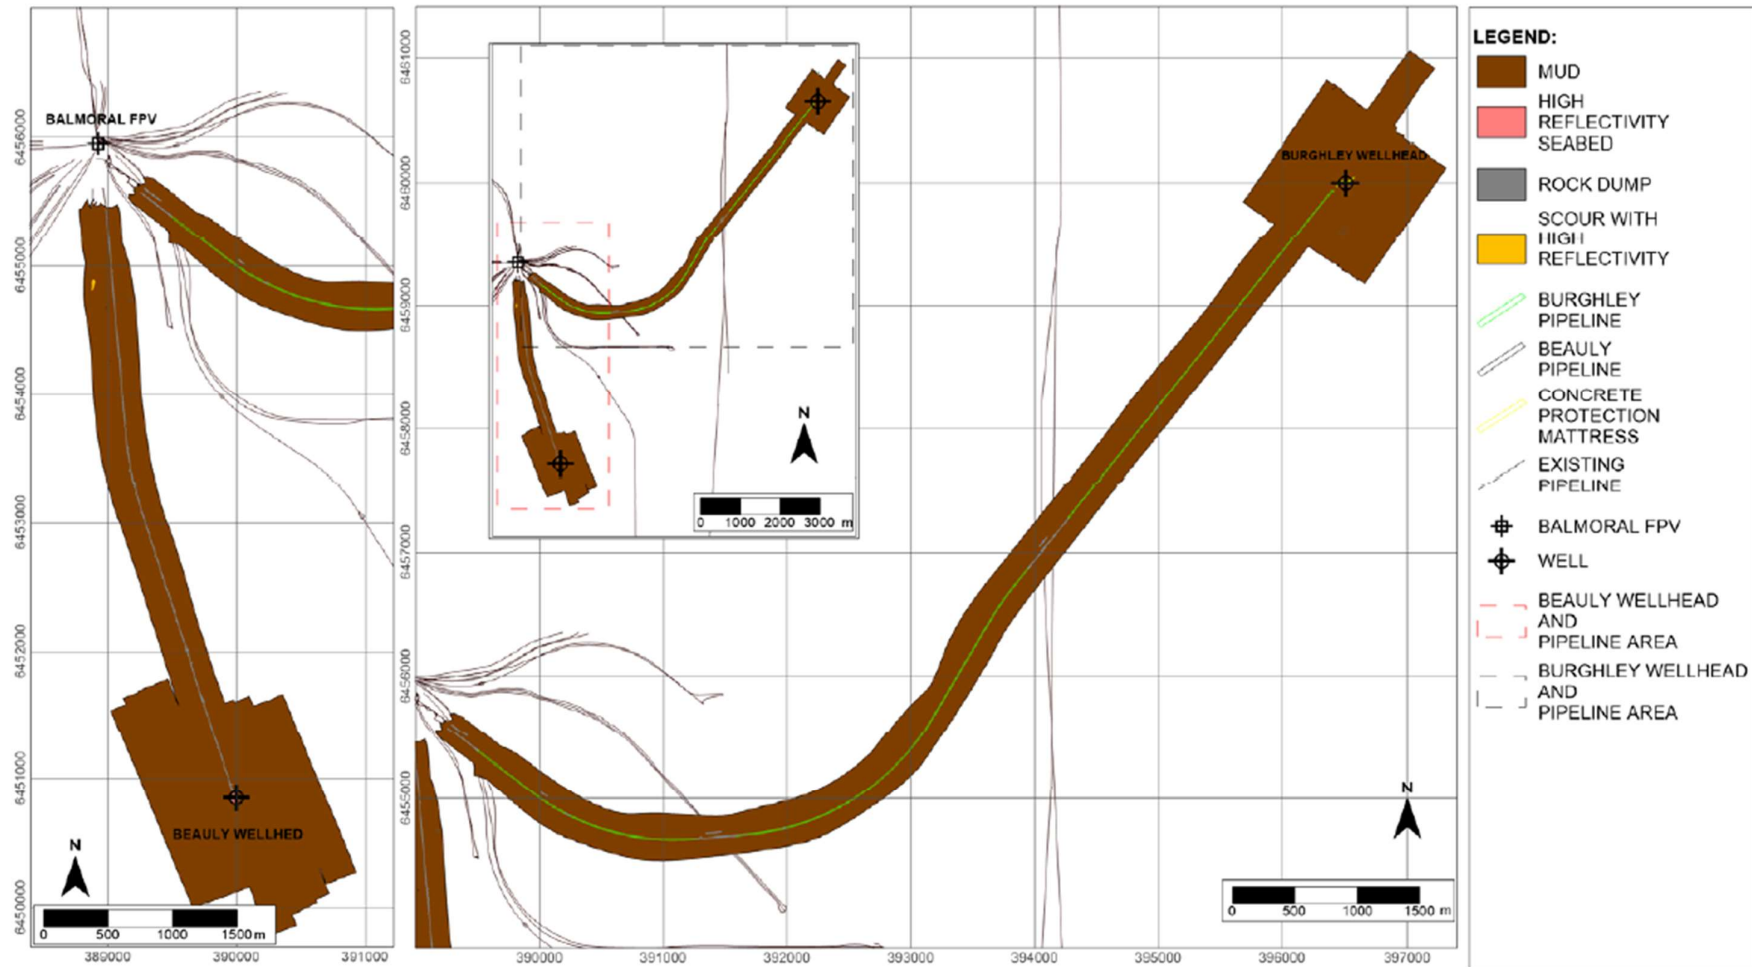 BALMORAL FPV
BEAULY WELLHED
N
0 500 1000 1500 m
6456000
6455000
6454000
6453000
6452000
6451000
6450000
389000 390000 391000
N
0 1000 2000 3000 m
BURGHLEY WELLHEAD
N
0 500 1000 1500 m
6461000
6460000
6459000
6458000
6457000
6456000
6455000
390000 391000 392000 393000 394000 395000 396000 397000
LEGEND:
MUD
HIGH
REFLECTIVITY
SEABED
ROCK DUMP
SCOUR WITH
HIGH
REFLECTIVITY
BURGHLEY
PIPELINE
BEAULY
PIPELINE
CONCRETE
PROTECTION
MATTRESS
EXISTING
PIPELINE
BALMORAL FPV
WELL
BEAULY WELLHEAD
AND
PIPELINE AREA
BURGHLEY WELLHEAD
AND
PIPELINE AREA